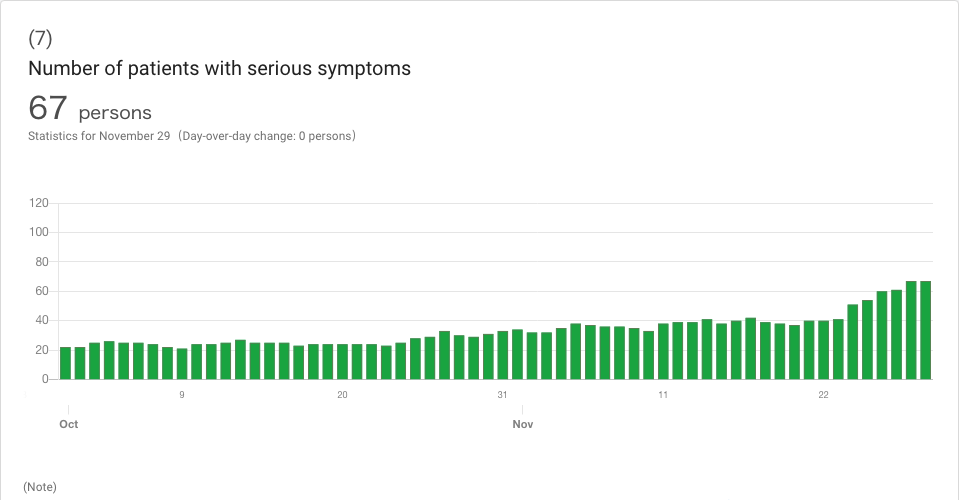 (7)
Number of patients with serious symptoms
67 persons
Statistics for November 29（Day-over-day change: 0 persons）
120
100
80
60
40
20
0
9 20 31 11 22
Oct Nov
(Note)